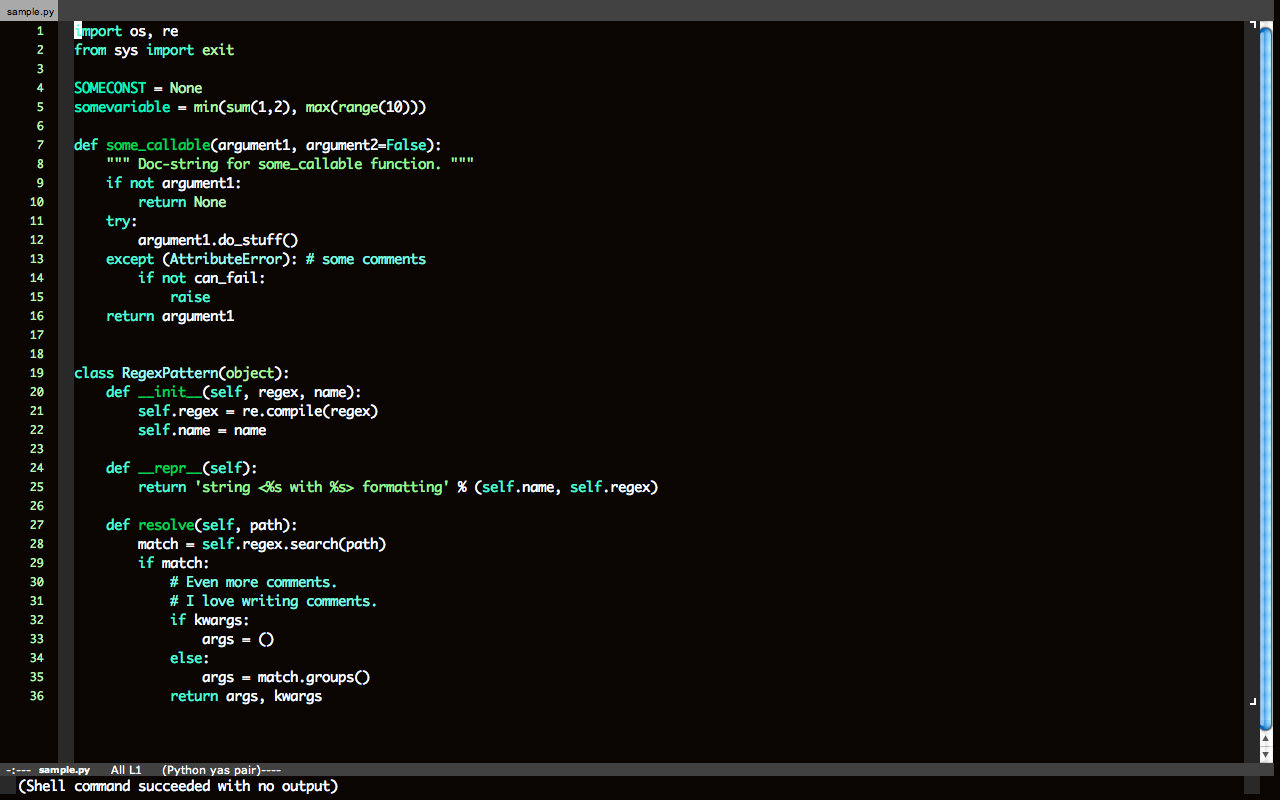 sample.py
1 import os, re
2 from sys import exit
3
4 SOMECONST = None
5 somevariable = min(sum(1,2), max(range(10)))
6
7 def some_callable(argument1, argument2=False):
8     """ Doc-string for some_callable function. """
9     if not argument1:
10         return None
11     try:
12         argument1.do_stuff()
13     except (AttributeError): # some comments
14         if not can_fail:
15             raise
16     return argument1
17
18
19 class RegexPattern(object):
20     def __init__(self, regex, name):
21         self.regex = re.compile(regex)
22         self.name = name
23
24     def __repr__(self):
25         return 'string <%s with %s> formatting' % (self.name, self.regex)
26
27     def resolve(self, path):
28         match = self.regex.search(path)
29         if match:
30             # Even more comments.
31             # I love writing comments.
32             if kwargs:
33                 args = ()
34             else:
35                 args = match.groups()
36             return args, kwargs
-:--- sample.py All L1 (Python yas pair)----
(Shell command succeeded with no output)